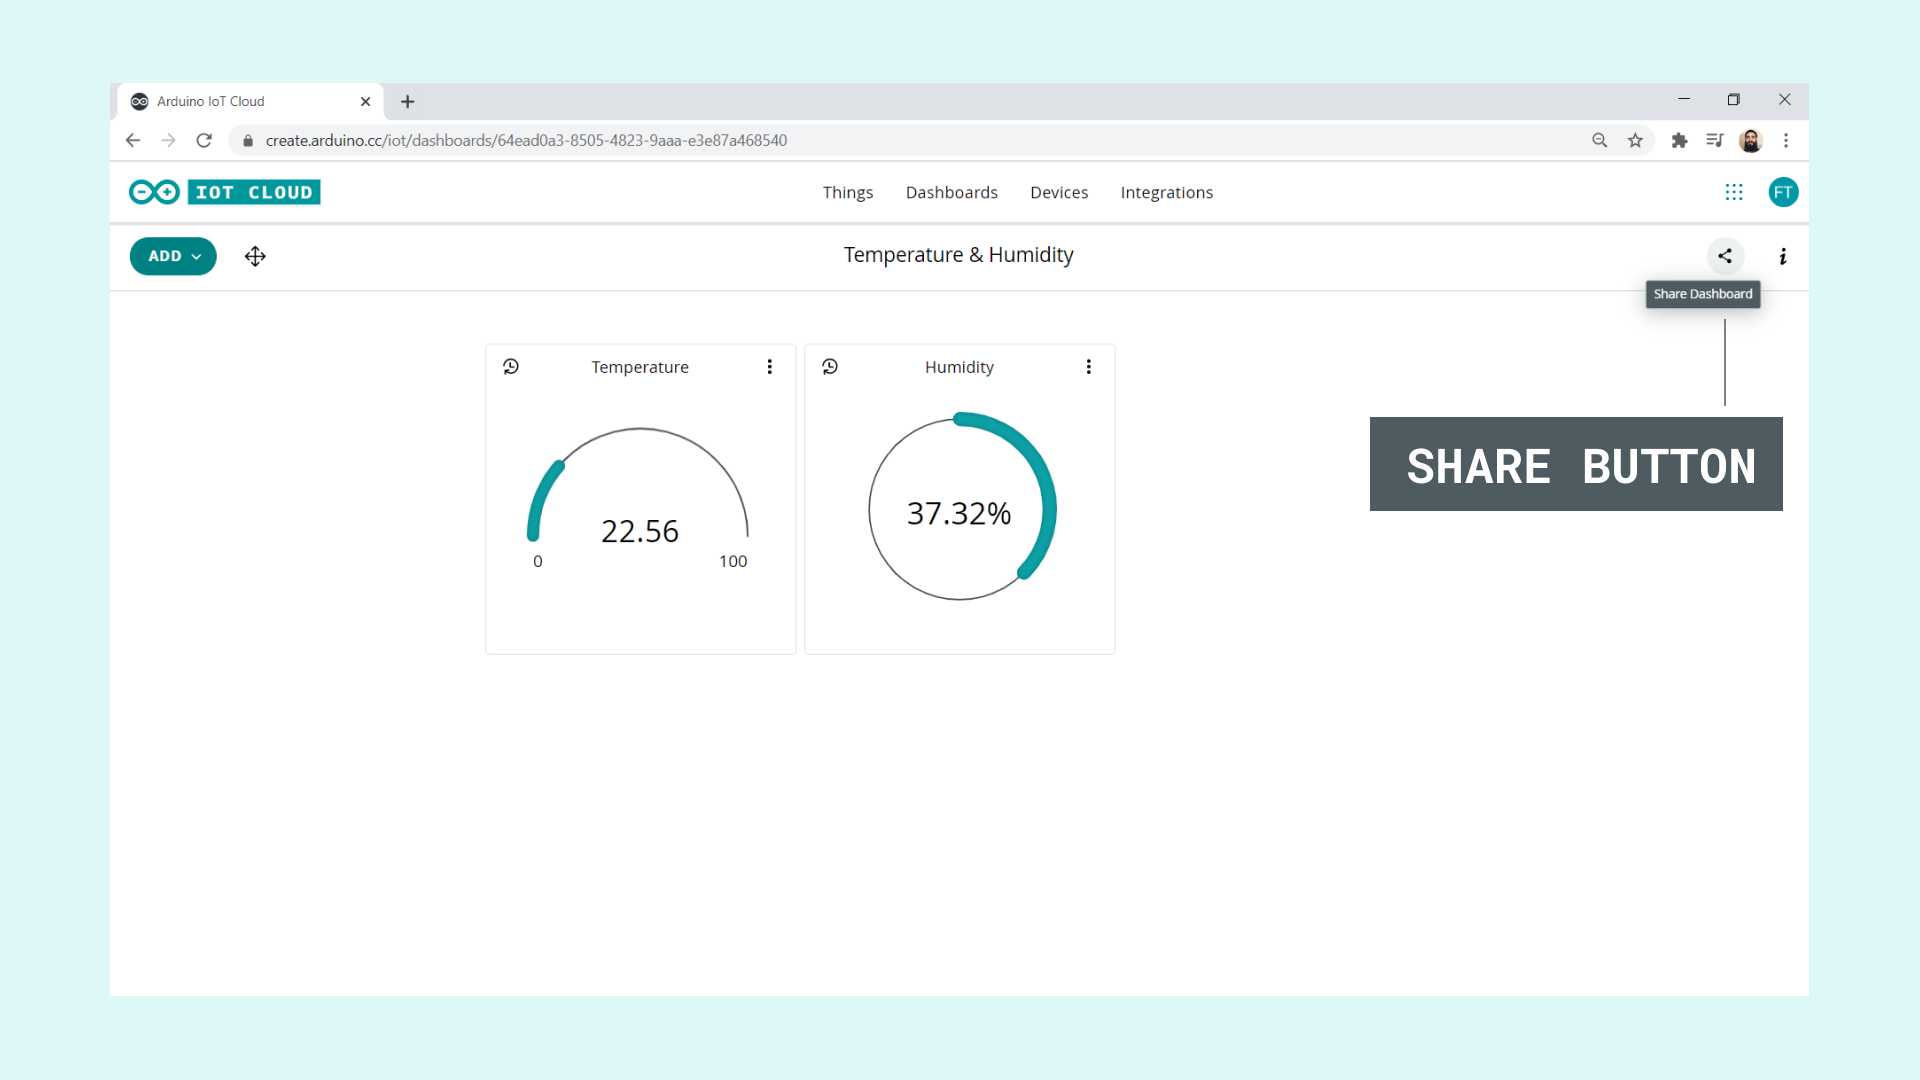 Arduino IoT Cloud
create.arduino.cc/iot/dashboards/64ead0a3-8505-4823-9aaa-e3e87a468540
IOT CLOUD
Things Dashboards Devices Integrations
FT
ADD
Temperature & Humidity
i
Share Dashboard
Temperature
Humidity
22.56
0 100
37.32%
SHARE BUTTON